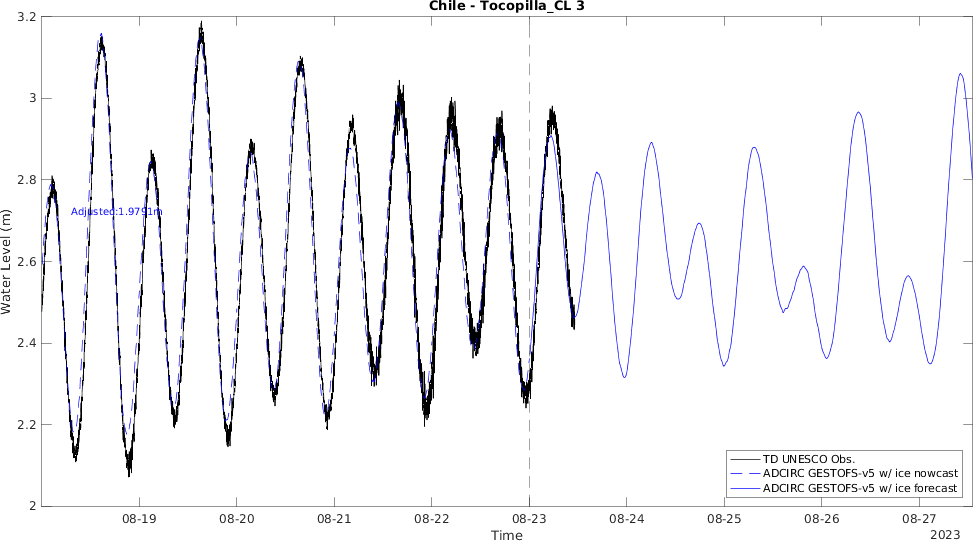 Chile - Tocopilla_CL 3
3.2
3
2.8
2.6
2.4
2.2
2
Water Level (m)
Adjusted:1.9791m
TD UNESCO Obs.
ADCIRC GESTOFS-v5 w/ ice nowcast
ADCIRC GESTOFS-v5 w/ ice forecast
08-19 08-20 08-21 08-22 08-23 08-24 08-25 08-26 08-27
Time
2023